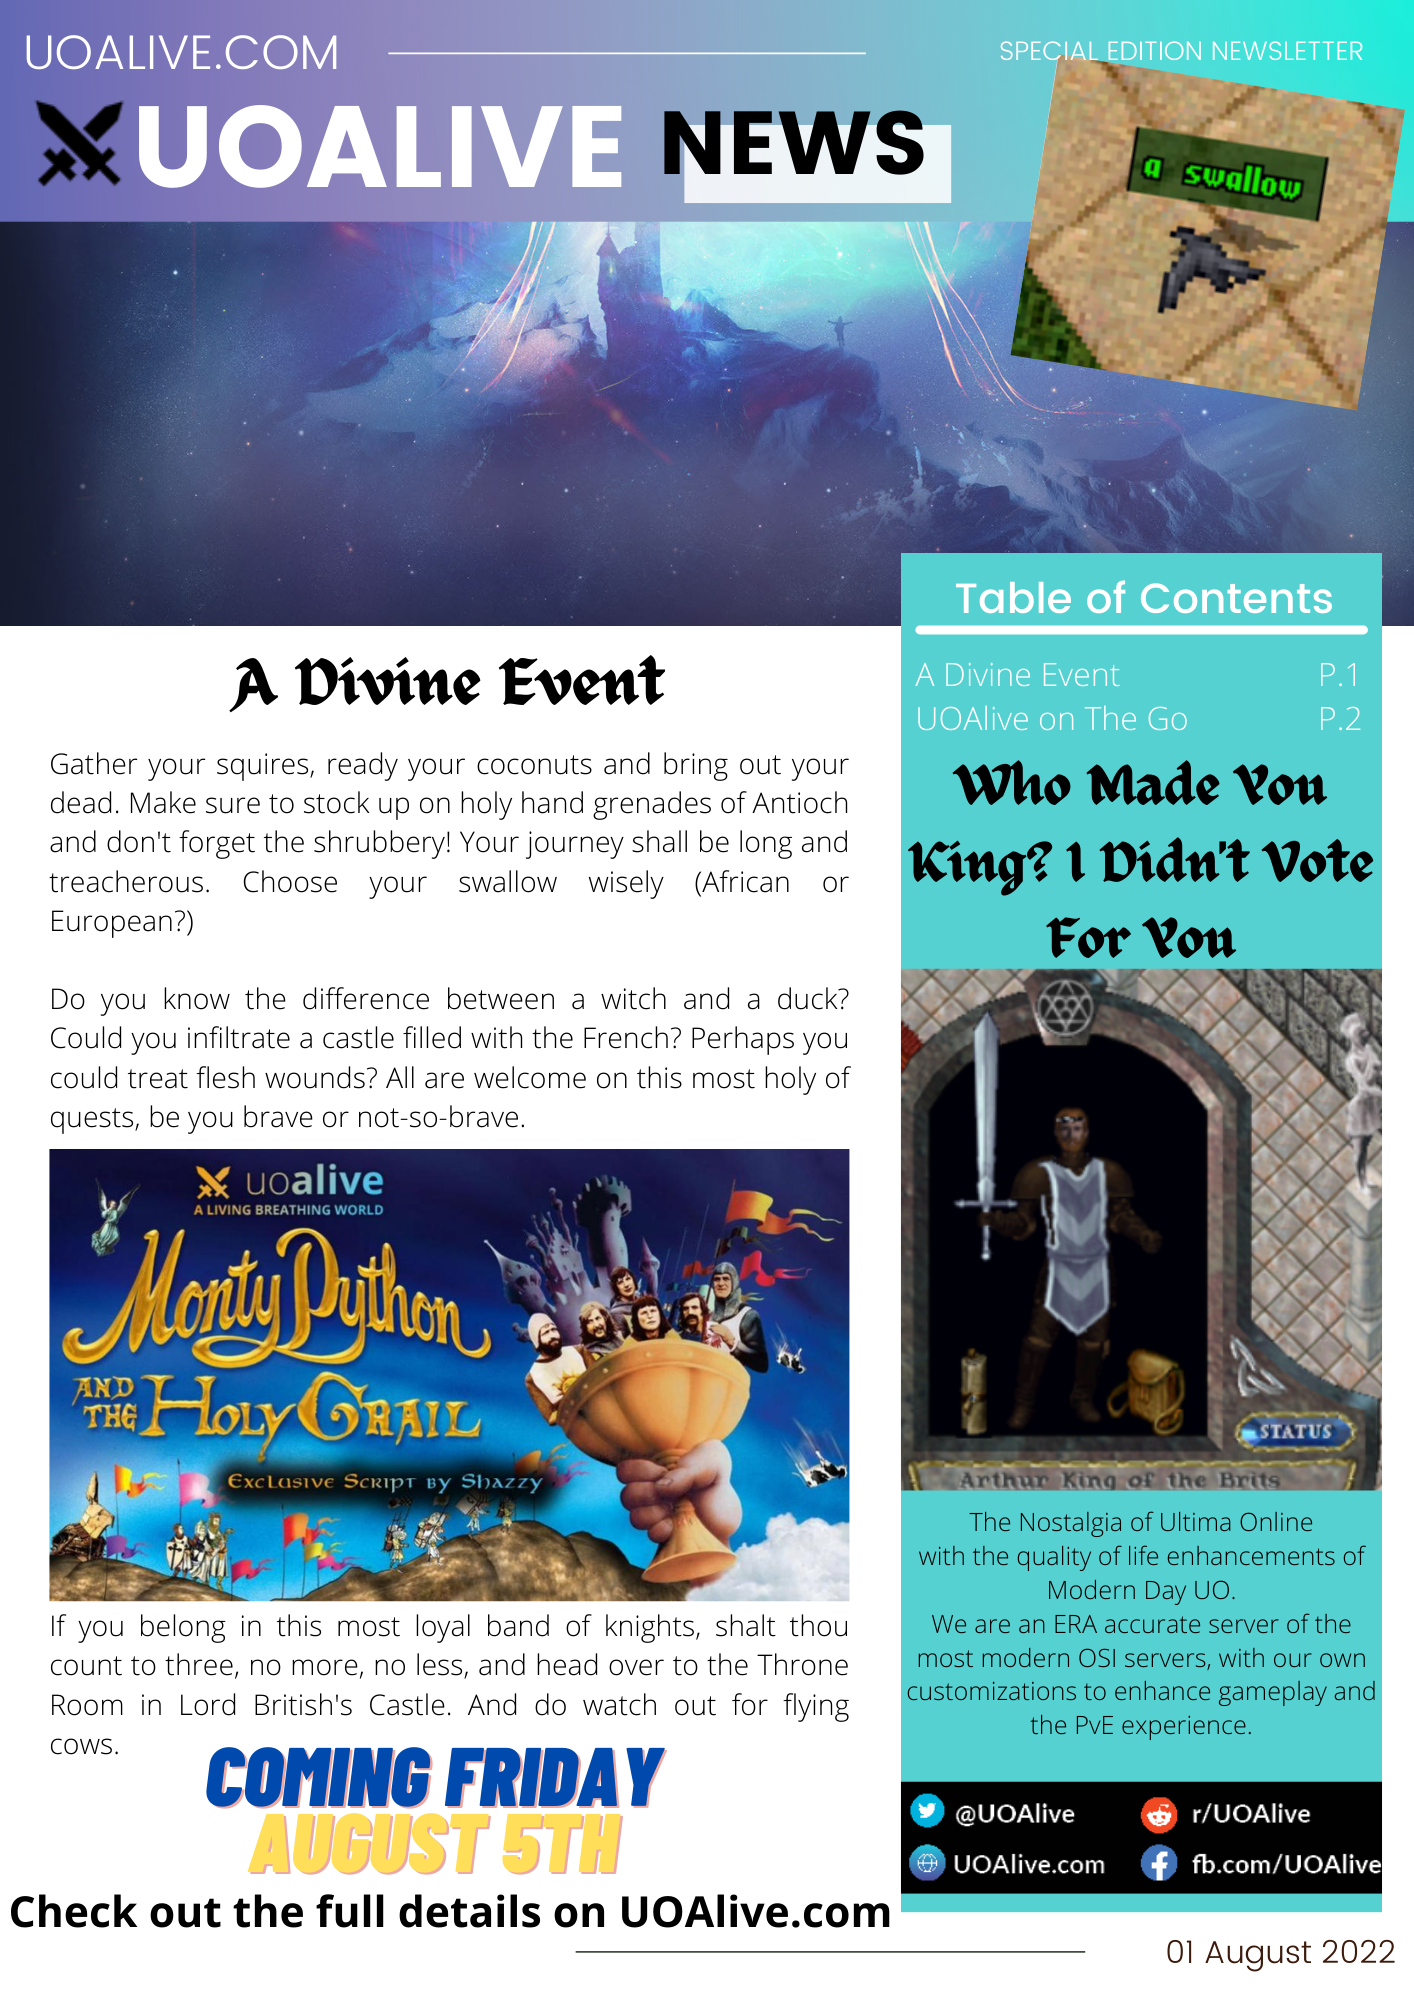 UOALIVE.COM
SPECIAL EDITION NEWSLETTER
UOALIVE NEWS
a swallow
Table of Contents
A Divine Event P.1
UOAlive on The Go P.2
Who Made You
King? I Didn't Vote
For You
A Divine Event
Gather your squires, ready your coconuts and bring out your
dead. Make sure to stock up on holy hand grenades of Antioch
and don't forget the shrubbery! Your journey shall be long and
treacherous. Choose your swallow wisely (African or
European?)
Do you know the difference between a witch and a duck?
Could you infiltrate a castle filled with the French? Perhaps you
could treat flesh wounds? All are welcome on this most holy of
quests, be you brave or not-so-brave.
uoalive
A LIVING BREATHING WORLD
Monty Python
AND THE HOLY GRAIL
Exclusive Script by Shazzy
If you belong in this most loyal band of knights, shalt thou
count to three, no more, no less, and head over to the Throne
Room in Lord British's Castle. And do watch out for flying
cows.
COMING FRIDAY
AUGUST 5TH
Check out the full details on UOAlive.com
STATUS
Arthur King of the Brits
The Nostalgia of Ultima Online
with the quality of life enhancements of
Modern Day UO.
We are an ERA accurate server of the
most modern OSI servers, with our own
customizations to enhance gameplay and
the PvE experience.
@UOAlive
r/UOAlive
UOAlive.com
fb.com/UOAlive
01 August 2022